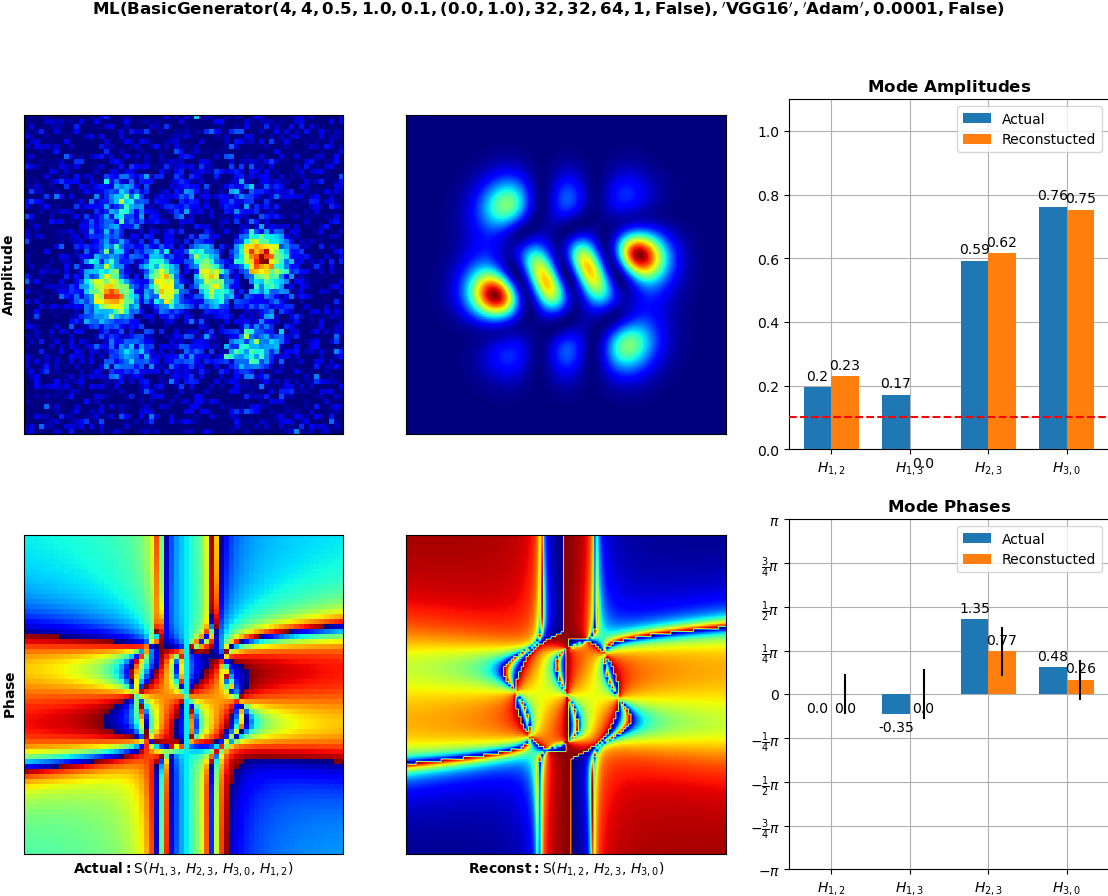 ML(BasicGenerator(4, 4, 0.5, 1.0, 0.1, (0.0, 1.0), 32, 32, 64, 1, False), ′VGG16′, ′Adam′, 0.0001, False)
Amplitude
Mode Amplitudes
Actual
Reconstucted
1.0
0.8
0.6
0.4
0.2
0.0
0.2
0.23
0.17
0.0
0.59
0.62
0.76
0.75
H1,2
H1,3
H2,3
H3,0
Phase
Actual: S(H1,3, H2,3, H3,0, H1,2)
Reconst: S(H1,2, H2,3, H3,0)
Mode Phases
Actual
Reconstucted
π
3/4π
1/2π
1/4π
0
−1/4π
−1/2π
−3/4π
−π
0.0
0.0
-0.35
0.0
1.35
0.77
0.48
0.26
H1,2
H1,3
H2,3
H3,0